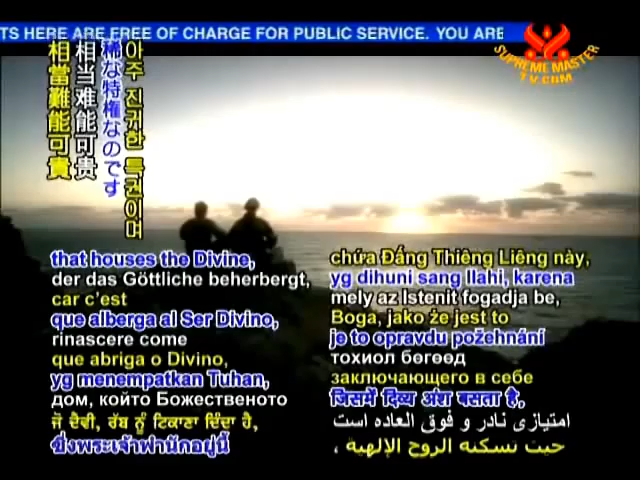 TS HERE ARE FREE OF CHARGE FOR PUBLIC SERVICE. YOU ARE
SUPREME MASTER
TV.COM
아주 진귀한 특권이며
稀な特権なのです
相当难能可贵
相當難能可貴
that houses the Divine,
der das Göttliche beherbergt,
car c'est
que alberga al Ser Divino,
rinascere come
que abriga o Divino,
yg menempatkan Tuhan,
дом, който Божественото
ਜੋ ਦੈਵੀ, ਰੱਬ ਨੂੰ ਟਿਕਾਣਾ ਦਿੰਦਾ ਹੈ,
ซึ่งพระเจ้าพำนักอยู่นี้
chứa Đấng Thiêng Liêng này,
yg dihuni sang Ilahi, karena
mely az Istenit fogadja be,
Boga, jako że jest to
je to opravdu požehnání
тохиол бөгөөд
заключающего в себе
जिसमें दिव्य अंश बसता है,
امتیازی نادر و فوق العاده است
حيث تسكنه الروح الإلهية ،